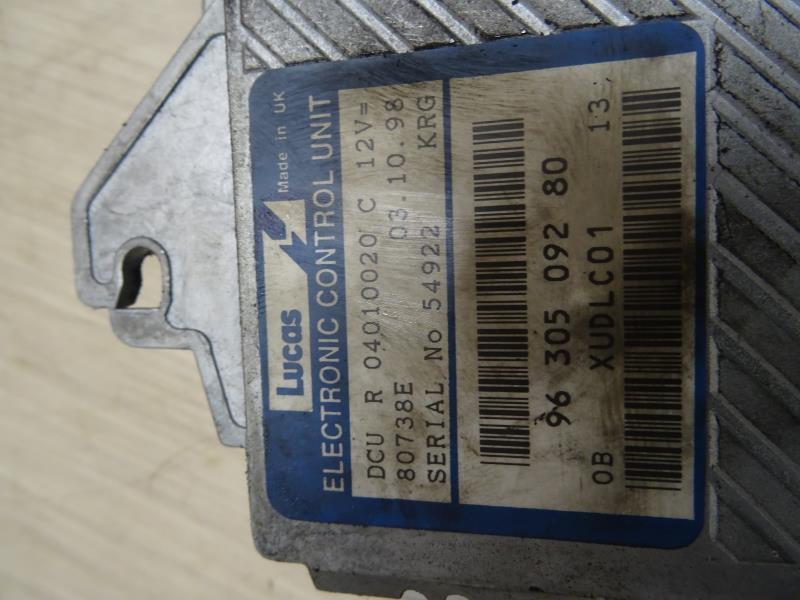 Lucas Made in UK
ELECTRONIC CONTROL UNIT
DCU R 04010020 C 12V=
80738E 03.10.98
SERIAL No 54922 KRG
96 305 092 80
0B XUDLC01 13